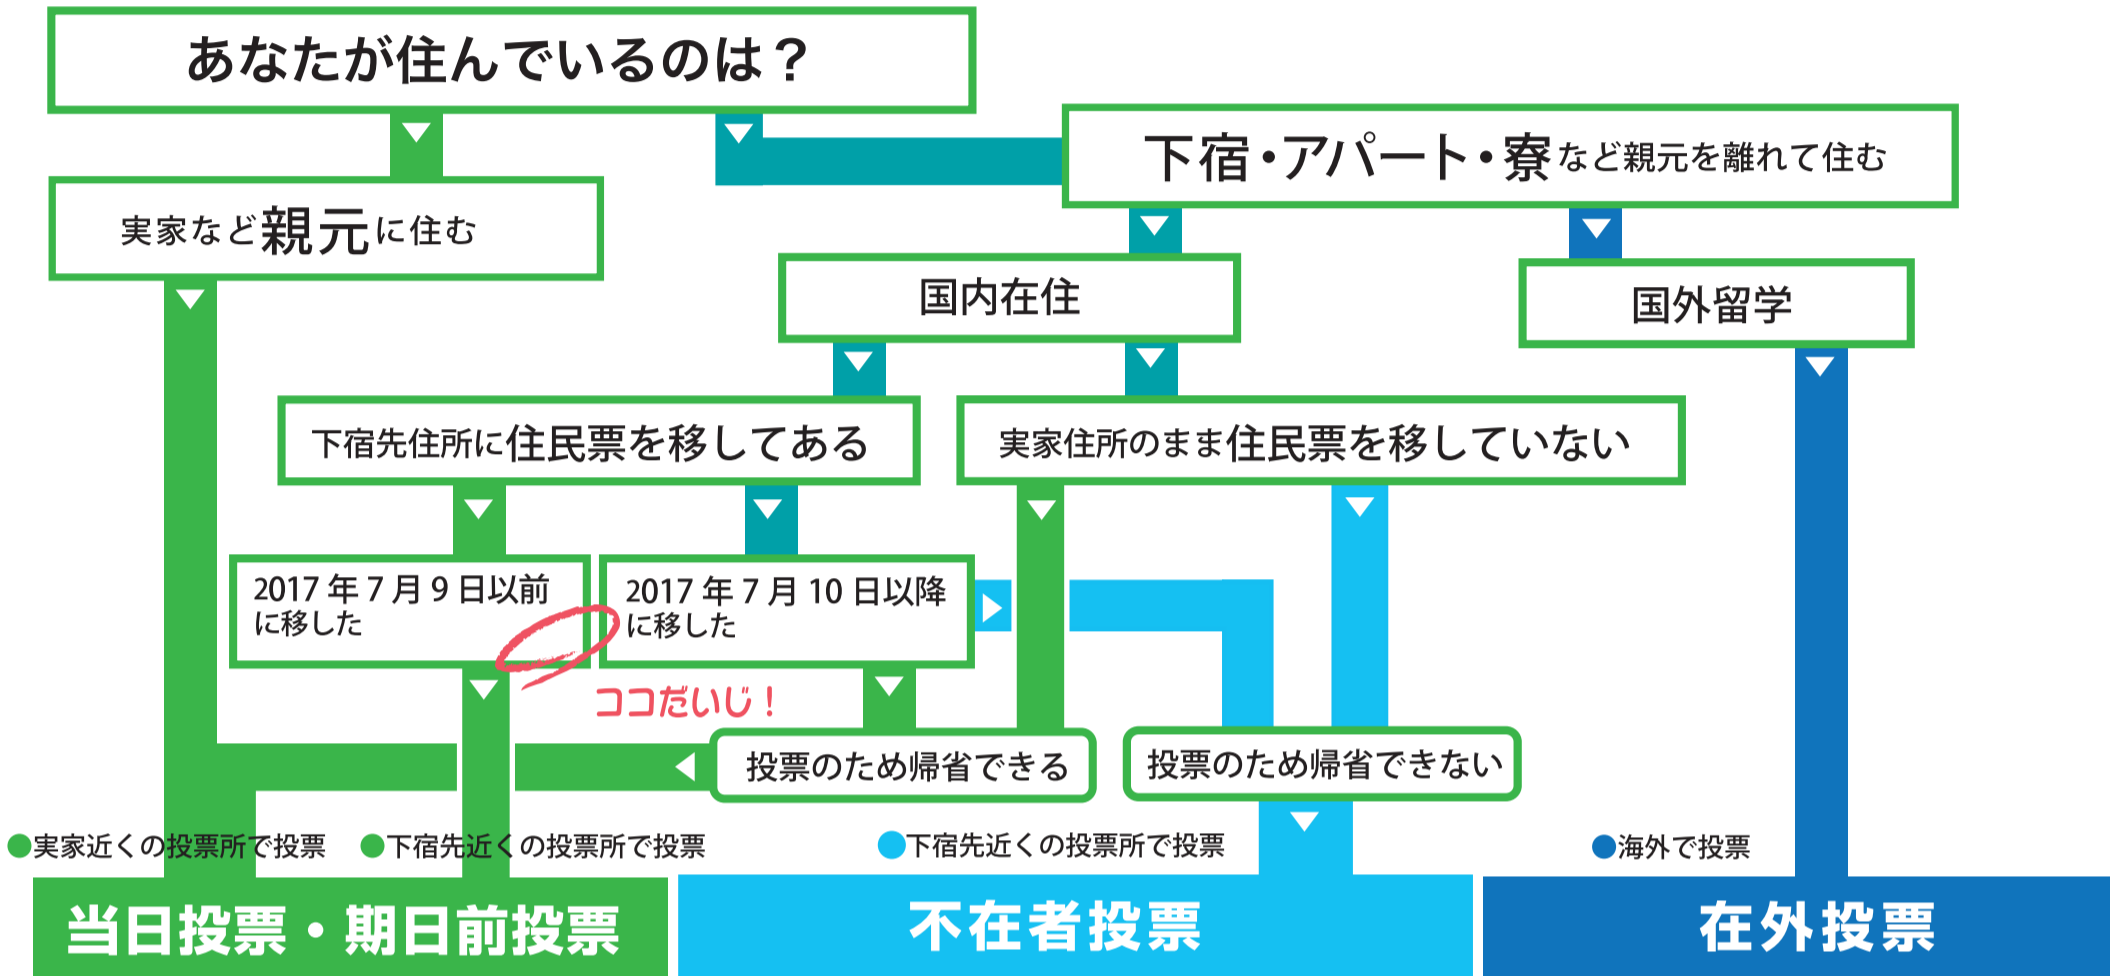 あなたが住んでいるのは？
下宿・アパート・寮など親元を離れて住む
実家など親元に住む
国内在住
国外留学
下宿先住所に住民票を移してある
実家住所のまま住民票を移していない
2017年7月9日以前
に移した
2017年7月10日以降
に移した
ココだいじ！
投票のため帰省できる
投票のため帰省できない
●実家近くの投票所で投票
●下宿先近くの投票所で投票
●下宿先近くの投票所で投票
●海外で投票
当日投票・期日前投票
不在者投票
在外投票